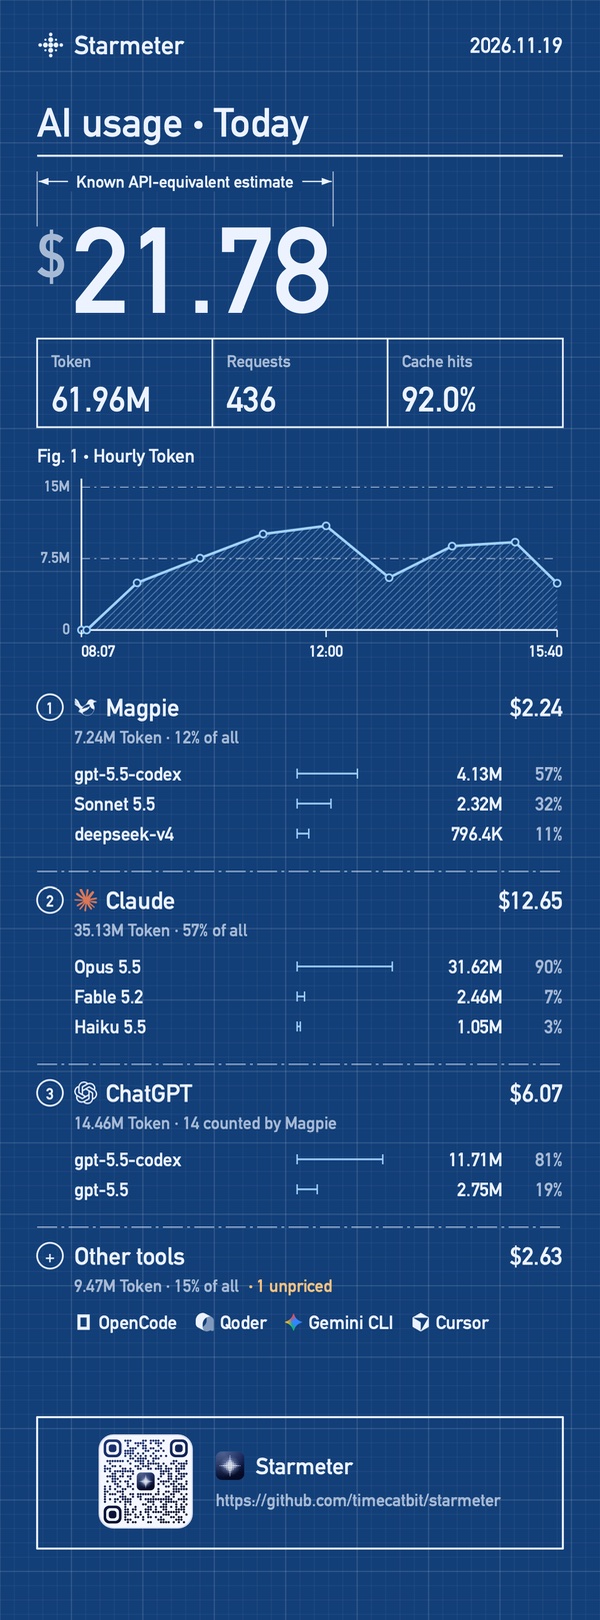 Starmeter 2026.11.19
AI usage • Today
Known API-equivalent estimate
$21.78
Token Requests Cache hits
61.96M 436 92.0%
Fig. 1 • Hourly Token
15M
7.5M
0
08:07 12:00 15:40
1 Magpie $2.24
7.24M Token · 12% of all
gpt-5.5-codex 4.13M 57%
Sonnet 5.5 2.32M 32%
deepseek-v4 796.4K 11%
2 Claude $12.65
35.13M Token · 57% of all
Opus 5.5 31.62M 90%
Fable 5.2 2.46M 7%
Haiku 5.5 1.05M 3%
3 ChatGPT $6.07
14.46M Token · 14 counted by Magpie
gpt-5.5-codex 11.71M 81%
gpt-5.5 2.75M 19%
+ Other tools $2.63
9.47M Token · 15% of all · 1 unpriced
OpenCode Qoder Gemini CLI Cursor
Starmeter
https://github.com/timecatbit/starmeter